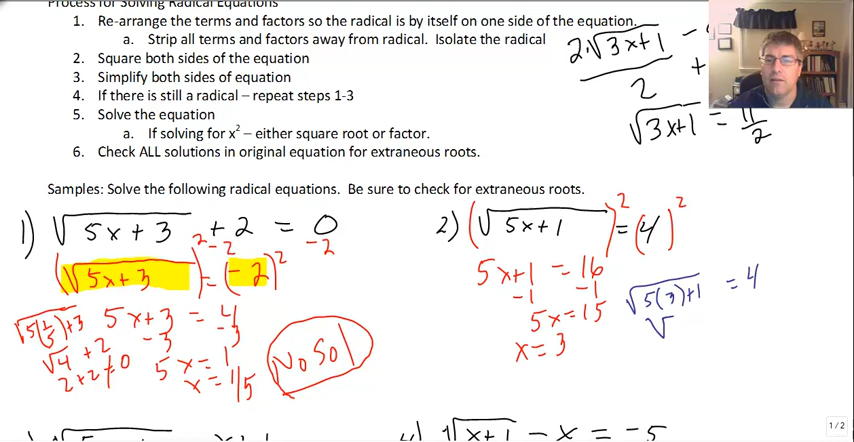 Process for Solving Radical Equations
1. Re-arrange the terms and factors so the radical is by itself on one side of the equation.
a. Strip all terms and factors away from radical. Isolate the radical
2. Square both sides of the equation
3. Simplify both sides of equation
4. If there is still a radical – repeat steps 1-3
5. Solve the equation
a. If solving for x² – either square root or factor.
6. Check ALL solutions in original equation for extraneous roots.
2√3x+1 −
2 +
√3x+1 = 11/2
Samples: Solve the following radical equations. Be sure to check for extraneous roots.
1) √5x+3 + 2 = 0
−2 −2
(√5x+3)² = (−2)²
5x+3 = 4
−3 −3
5x = 1
x = 1/5
√5(1/5)+3
√4 + 2
2+2≠0
No Sol
2) (√5x+1)² = (4)²
5x+1 = 16
−1 −1
5x = 15
x = 3
√5(3)+1 = 4
√
√x+1 − x = −5
1/2